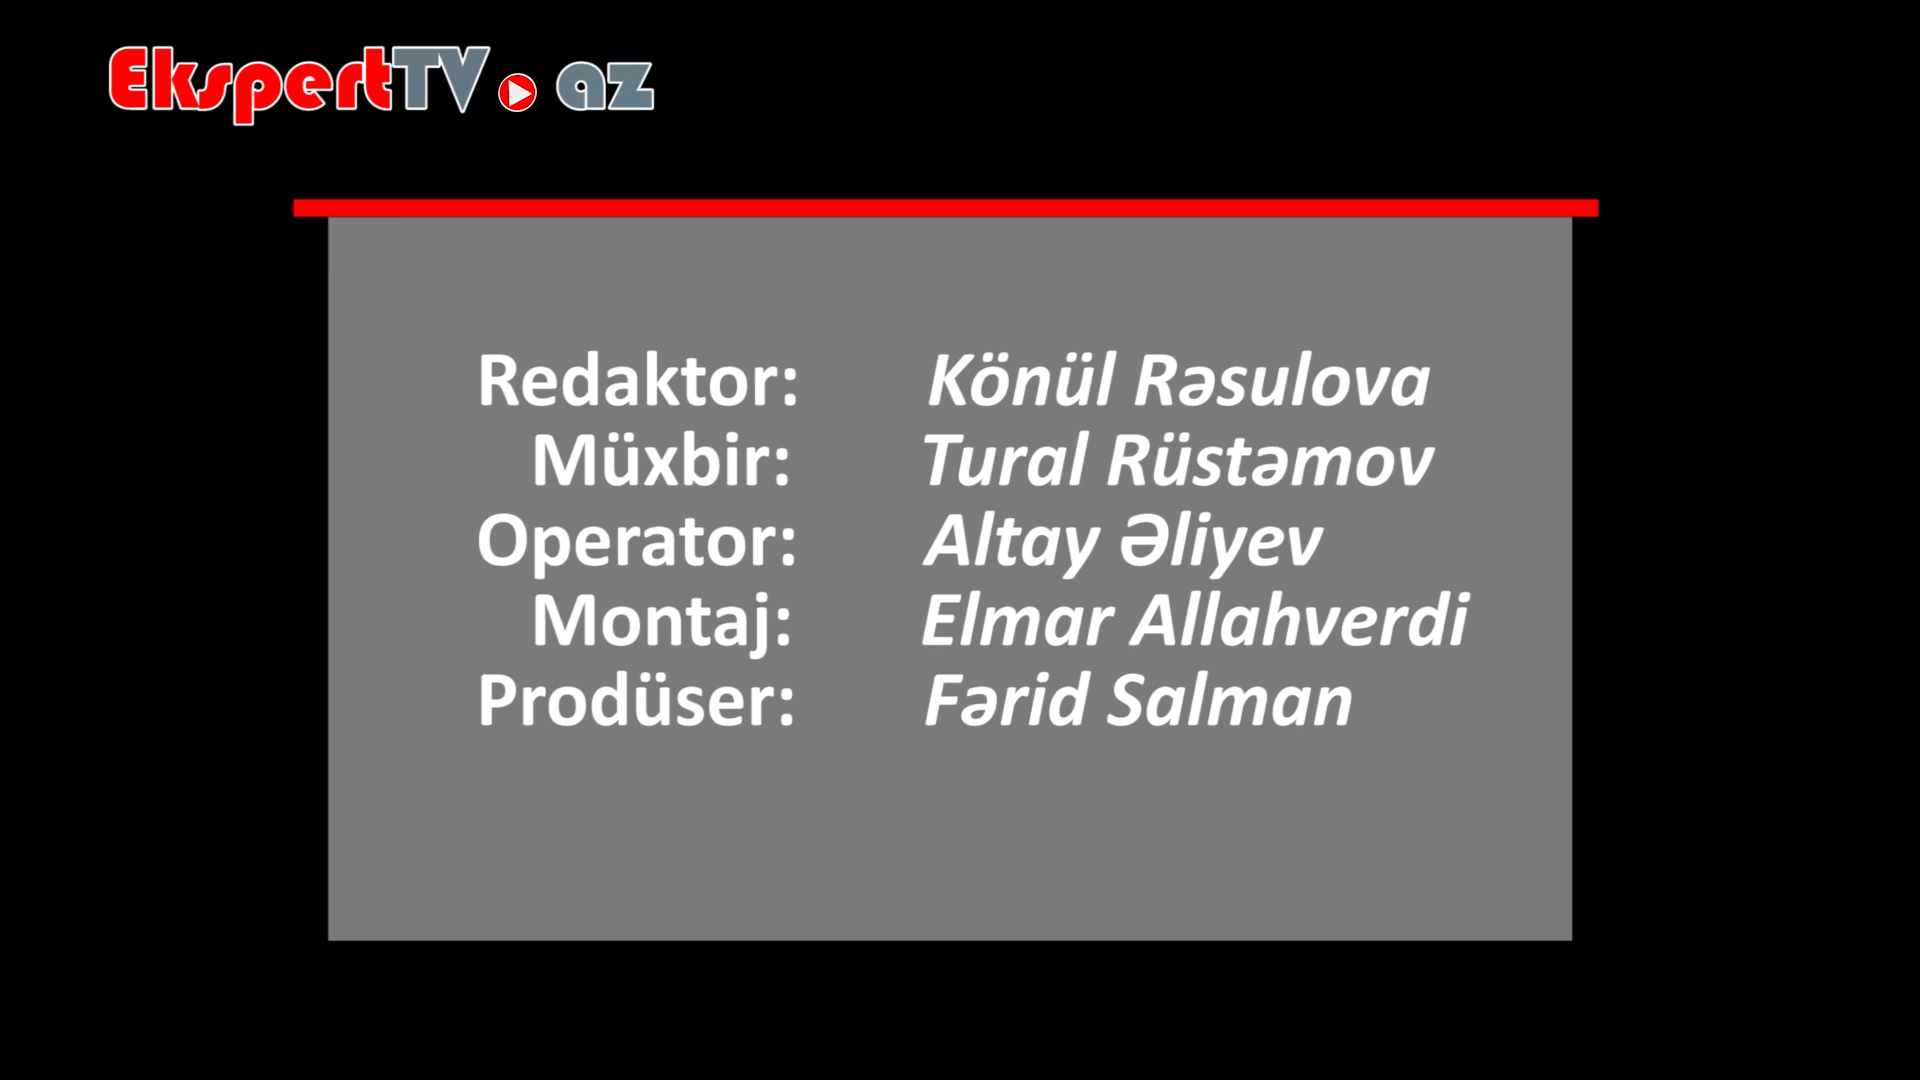 EkspertTV.az
Redaktor: Könül Rəsulova
Müxbir: Tural Rüstəmov
Operator: Altay Əliyev
Montaj: Elmar Allahverdi
Prodüser: Fərid Salman